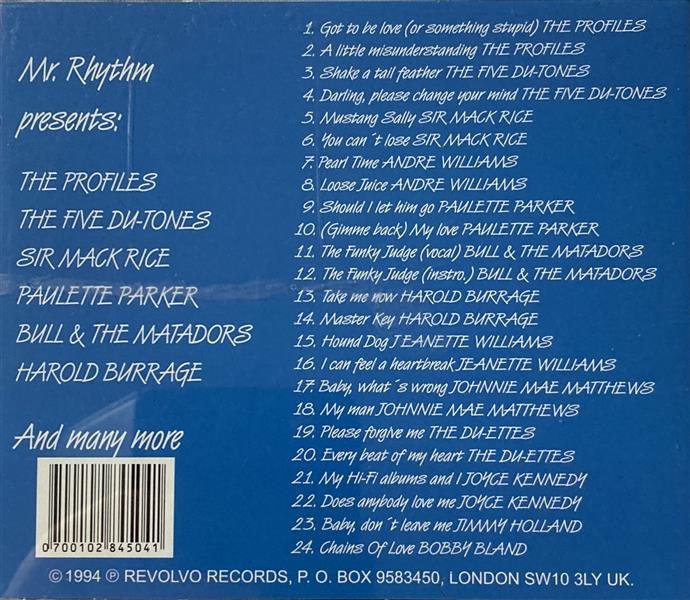 Mr. Rhythm
presents:
THE PROFILES
THE FIVE DU-TONES
SIR MACK RICE
PAULETTE PARKER
BULL & THE MATADORS
HAROLD BURRAGE
And many more
0700102 845041
1. Got to be love (or something stupid) THE PROFILES
2. A little misunderstanding THE PROFILES
3. Shake a tail feather THE FIVE DU-TONES
4. Darling, please change your mind THE FIVE DU-TONES
5. Mustang Sally SIR MACK RICE
6. You can´t lose SIR MACK RICE
7. Pearl Time ANDRE WILLIAMS
8. Loose Juice ANDRE WILLIAMS
9. Should I let him go PAULETTE PARKER
10. (Gimme back) My love PAULETTE PARKER
11. The Funky Judge (vocal) BULL & THE MATADORS
12. The Funky Judge (instro.) BULL & THE MATADORS
13. Take me now HAROLD BURRAGE
14. Master Key HAROLD BURRAGE
15. Hound Dog JEANETTE WILLIAMS
16. I can feel a heartbreak JEANETTE WILLIAMS
17. Baby, what´s wrong JOHNNIE MAE MATTHEWS
18. My man JOHNNIE MAE MATTHEWS
19. Please forgive me THE DU-ETTES
20. Every beat of my heart THE DU-ETTES
21. My Hi-Fi albums and I JOYCE KENNEDY
22. Does anybody love me JOYCE KENNEDY
23. Baby, don´t leave me JIMMY HOLLAND
24. Chains Of Love BOBBY BLAND
© 1994 ℗ REVOLVO RECORDS, P. O. BOX 9583450, LONDON SW10 3LY UK.